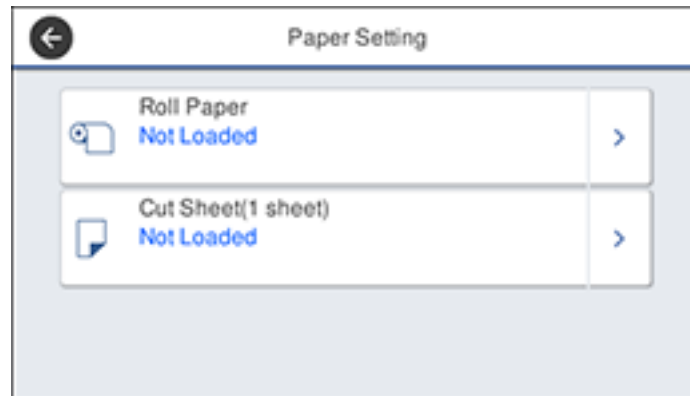 Paper Setting
Roll Paper
Not Loaded
Cut Sheet(1 sheet)
Not Loaded